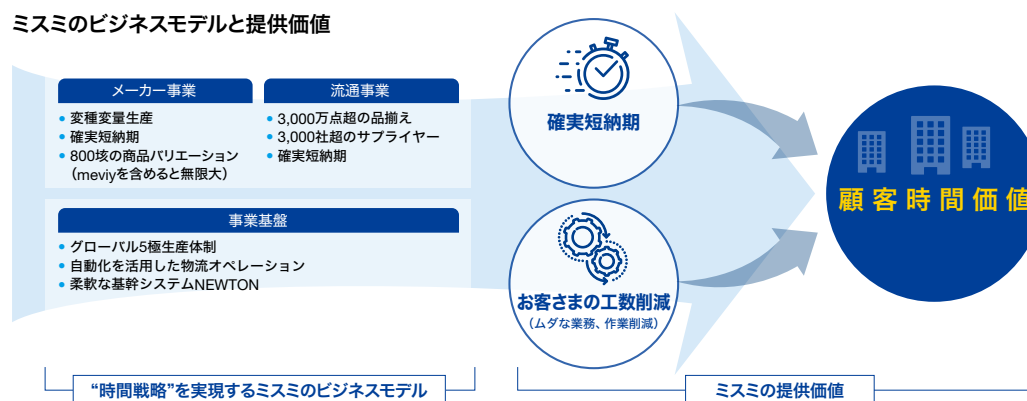 ミスミのビジネスモデルと提供価値
メーカー事業
• 変種変量生産
• 確実短納期
• 800垓の商品バリエーション
（meviyを含めると無限大）
流通事業
• 3,000万点超の品揃え
• 3,000社超のサプライヤー
• 確実短納期
事業基盤
• グローバル5極生産体制
• 自動化を活用した物流オペレーション
• 柔軟な基幹システムNEWTON
確実短納期
お客さまの工数削減
（ムダな業務、作業削減）
顧客時間価値
“時間戦略”を実現するミスミのビジネスモデル
ミスミの提供価値